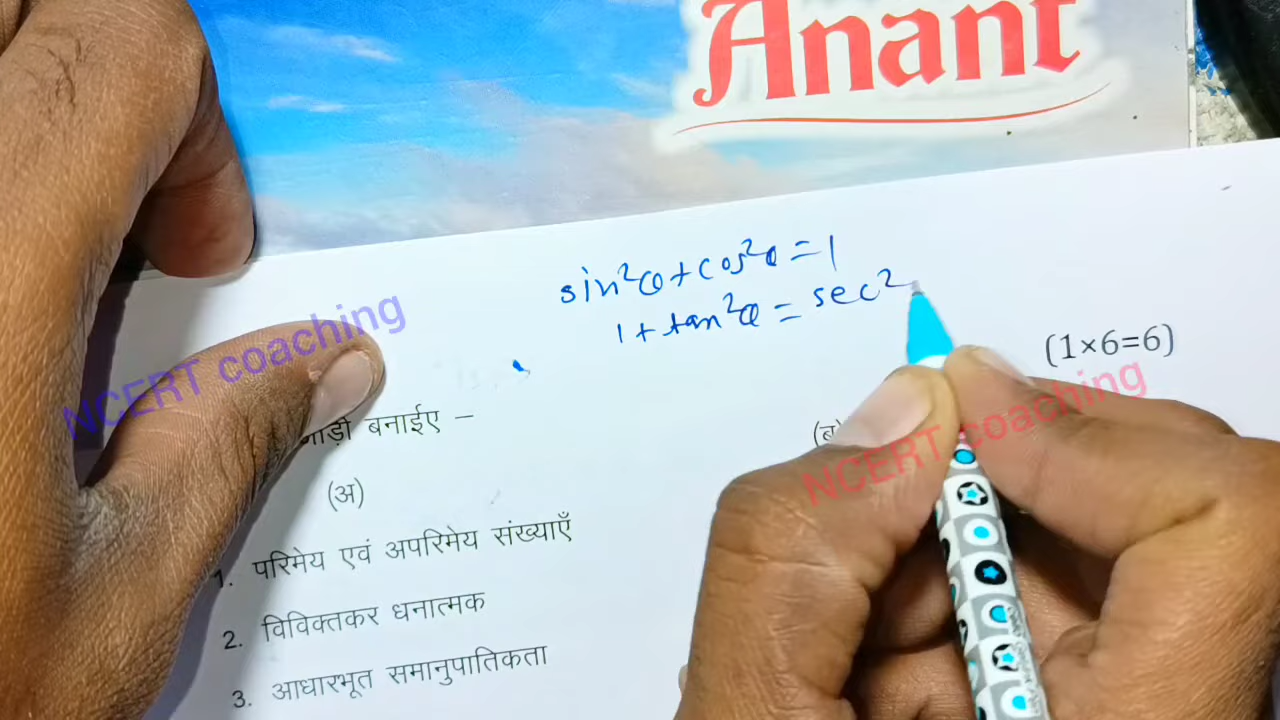 Anant
sin²θ+cos²θ=1
1+tan²θ=sec²
(1×6=6)
NCERT coaching
NCERT coaching
बनाईए –
(अ)
1. परिमेय एवं अपरिमेय संख्याएँ
2. विविक्तकर धनात्मक
3. आधारभूत समानुपातिकता